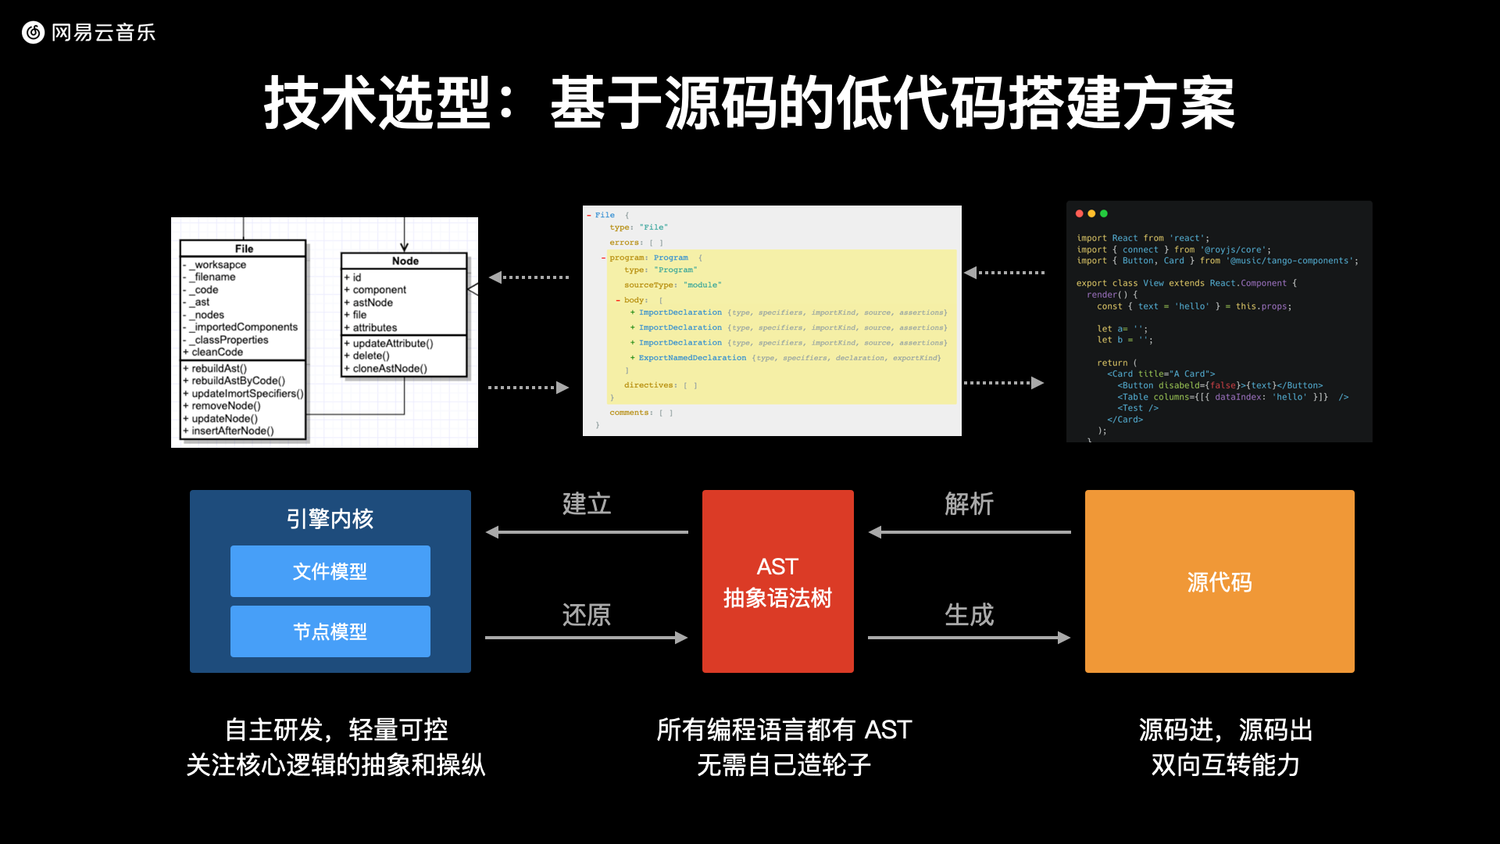 网易云音乐
技术选型：基于源码的低代码搭建方案
File
- _worksapce
- _filename
- _code
- _ast
- _nodes
- _importedComponents
- _classProperties
+ cleanCode
+ rebuildAst()
+ rebuildAstByCode()
+ updateImortSpecifiers()
+ removeNode()
+ updateNode()
+ insertAfterNode()
Node
+ id
+ component
+ astNode
+ file
+ attributes
+ updateAttribute()
+ delete()
+ cloneAstNode()
- File {
type: "File"
errors: [ ]
- program: Program {
type: "Program"
sourceType: "module"
- body: [
+ ImportDeclaration {type, specifiers, importKind, source, assertions}
+ ImportDeclaration {type, specifiers, importKind, source, assertions}
+ ImportDeclaration {type, specifiers, importKind, source, assertions}
+ ExportNamedDeclaration {type, specifiers, declaration, exportKind}
]
directives: [ ]
}
comments: [ ]
}
import React from 'react';
import { connect } from '@royjs/core';
import { Button, Card } from '@music/tango-components';
export class View extends React.Component {
render() {
const { text = 'hello' } = this.props;
let a= '';
let b = '';
return (
<Card title="A Card">
<Button disabeld={false}>{text}</Button>
<Table columns={[{ dataIndex: 'hello' }]} />
<Test />
</Card>
);
}
引擎内核
文件模型
节点模型
建立
还原
AST
抽象语法树
解析
生成
源代码
自主研发，轻量可控
关注核心逻辑的抽象和操纵
所有编程语言都有 AST
无需自己造轮子
源码进，源码出
双向互转能力